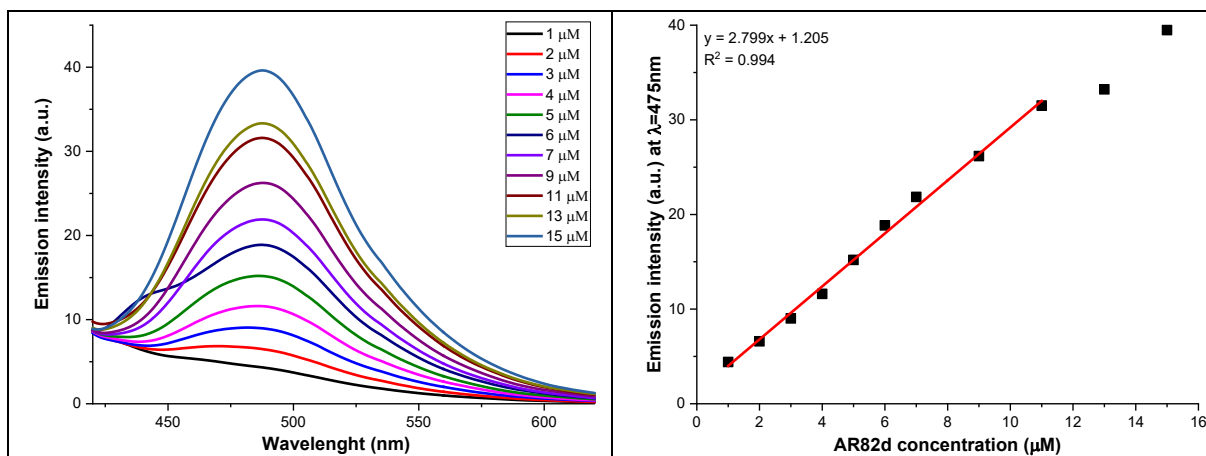 Emission intensity (a.u.)
40
30
20
10
0
450
500
550
600
Wavelenght (nm)
1 μM
2 μM
3 μM
4 μM
5 μM
6 μM
7 μM
9 μM
11 μM
13 μM
15 μM
Emission intensity (a.u.) at λ=475nm
40
30
20
10
0
y = 2.799x + 1.205
R² = 0.994
0
2
4
6
8
10
12
14
16
AR82d concentration (μM)